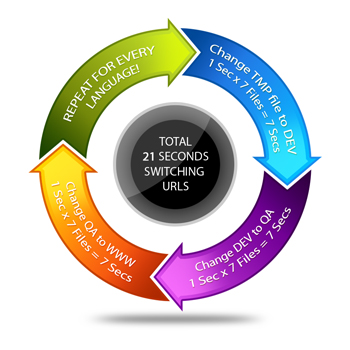 REPEAT FOR EVERY
LANGUAGE!
Change TMP file to DEV
1 Sec x 7 Files = 7 Secs
Change DEV to QA
1 Sec x 7 Files = 7 Secs
Change QA to WWW
1 Sec x 7 Files = 7 Secs
TOTAL
21 SECONDS
SWITCHING
URLS